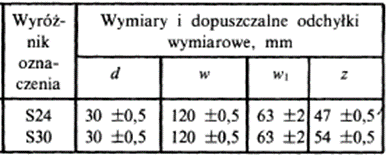 Wyróż-
nik
ozna-
czenia
Wymiary i dopuszczalne odchyłki
wymiarowe, mm
d w w₁ z
S24 30 ±0,5 120 ±0,5 63 ±2 47 ±0,5
S30 30 ±0,5 120 ±0,5 63 ±2 54 ±0,5